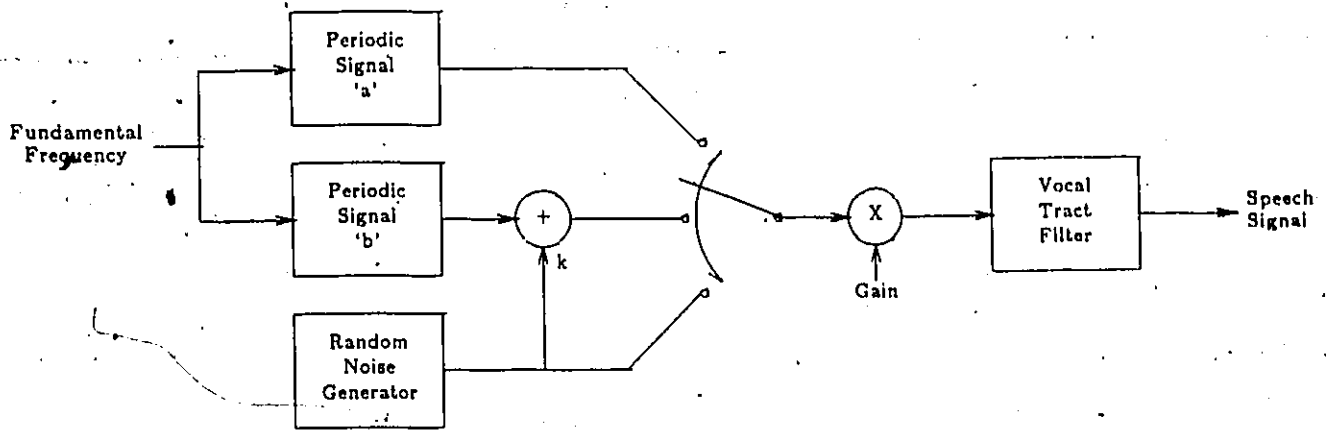 Periodic
Signal
'a'
Fundamental
Frequency
Periodic
Signal
'b'
+
k
X
Gain
Vocal
Tract
Filter
Speech
Signal
Random
Noise
Generator